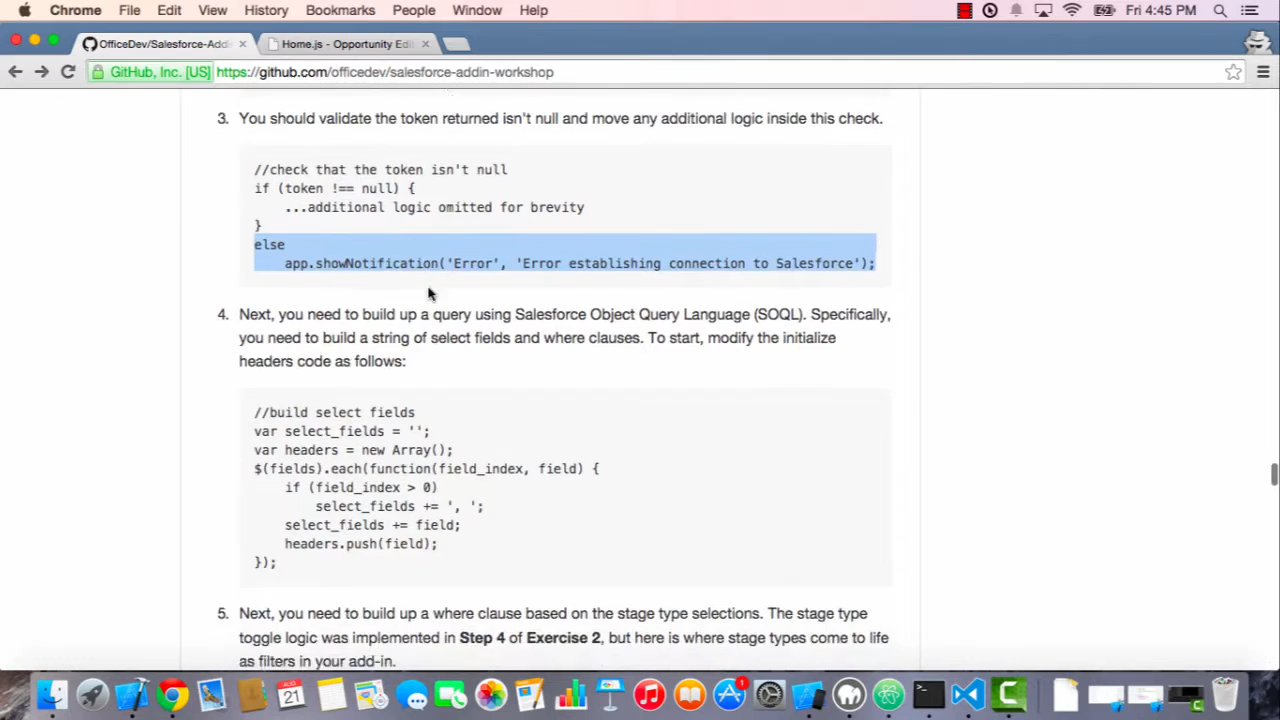 Chrome File Edit View History Bookmarks People Window Help Fri 4:45 PM
OfficeDev/Salesforce-Addi
Home.js - Opportunity Edit
GitHub, Inc. [US] https://github.com/officedev/salesforce-addin-workshop
3. You should validate the token returned isn't null and move any additional logic inside this check.
//check that the token isn't null
if (token !== null) {
...additional logic omitted for brevity
}
else
app.showNotification('Error', 'Error establishing connection to Salesforce');
4. Next, you need to build up a query using Salesforce Object Query Language (SOQL). Specifically,
you need to build a string of select fields and where clauses. To start, modify the initialize
headers code as follows:
//build select fields
var select_fields = '';
var headers = new Array();
$(fields).each(function(field_index, field) {
if (field_index > 0)
select_fields += ', ';
select_fields += field;
headers.push(field);
});
5. Next, you need to build up a where clause based on the stage type selections. The stage type
toggle logic was implemented in Step 4 of Exercise 2, but here is where stage types come to life
as filters in your add-in.
21
1